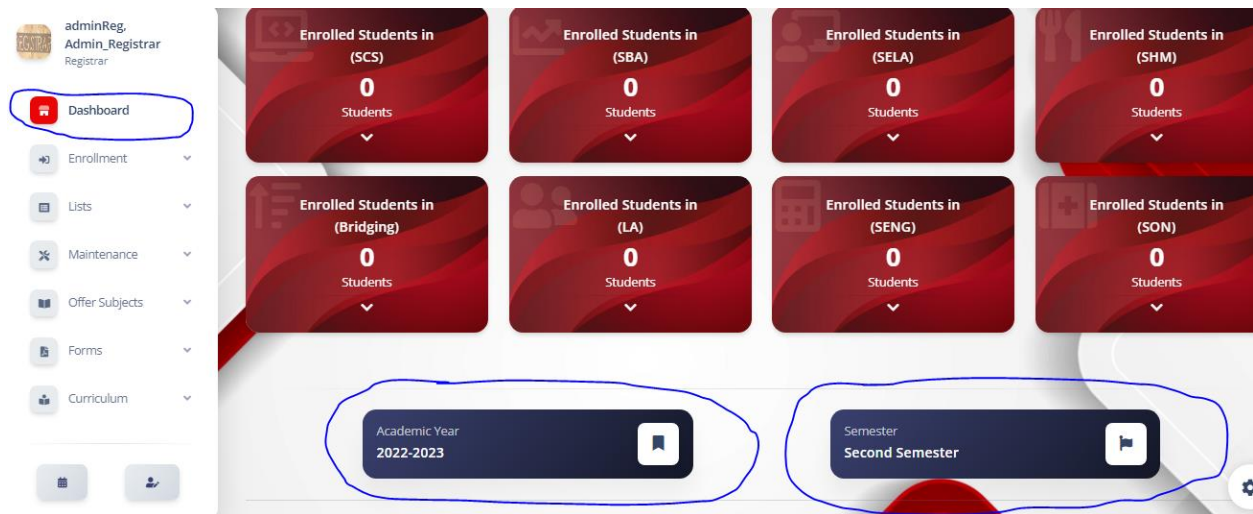 adminReg,
Admin_Registrar
Registrar
Dashboard
Enrollment
Lists
Maintenance
Offer Subjects
Forms
Curriculum
Enrolled Students in
(SCS)
0
Students
Enrolled Students in
(SBA)
0
Students
Enrolled Students in
(SELA)
0
Students
Enrolled Students in
(SHM)
0
Students
Enrolled Students in
(Bridging)
0
Students
Enrolled Students in
(LA)
0
Students
Enrolled Students in
(SENG)
0
Students
Enrolled Students in
(SON)
0
Students
Academic Year
2022-2023
Semester
Second Semester